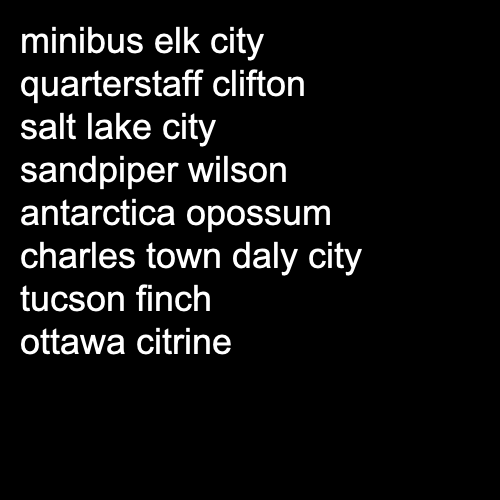 minibus elk city
quarterstaff clifton
salt lake city
sandpiper wilson
antarctica opossum
charles town daly city
tucson finch
ottawa citrine